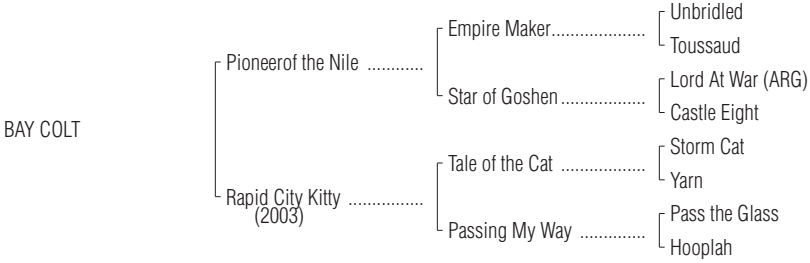 Unbridled
Empire Maker.....................
Toussaud
Pioneerof the Nile ............
Lord At War (ARG)
Star of Goshen...................
Castle Eight
BAY COLT
Storm Cat
Tale of the Cat ...................
Yarn
Rapid City Kitty ................
(2003)
Pass the Glass
Passing My Way ...............
Hooplah